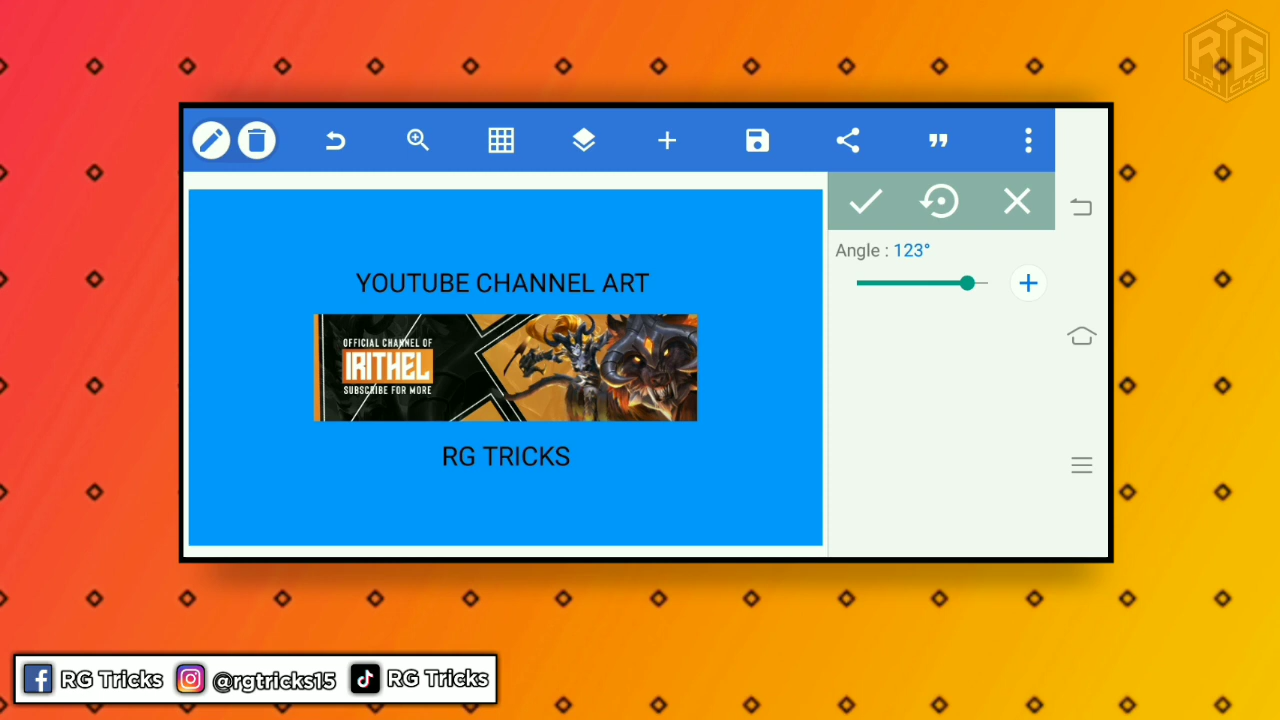 RG
TRICKS
Angle : 123°
YOUTUBE CHANNEL ART
OFFICIAL CHANNEL OF
IRITHEL
SUBSCRIBE FOR MORE
RG TRICKS
RG Tricks @rgtricks15 RG Tricks